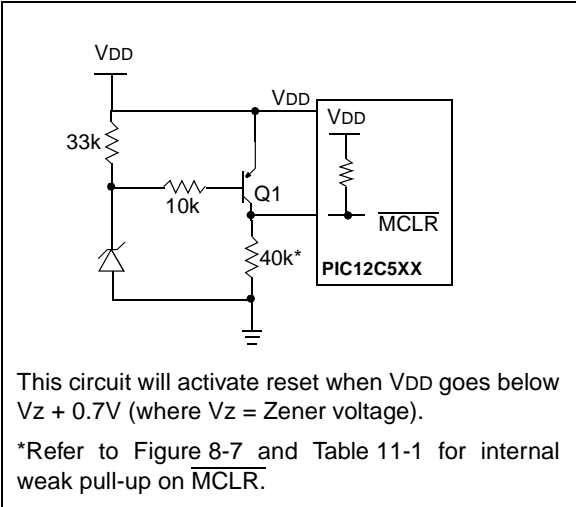 VDD
VDD
VDD
33k
10k
Q1
MCLR
40k*
PIC12C5XX
This circuit will activate reset when VDD goes below
Vz + 0.7V (where Vz = Zener voltage).
*Refer to Figure 8-7 and Table 11-1 for internal
weak pull-up on MCLR.